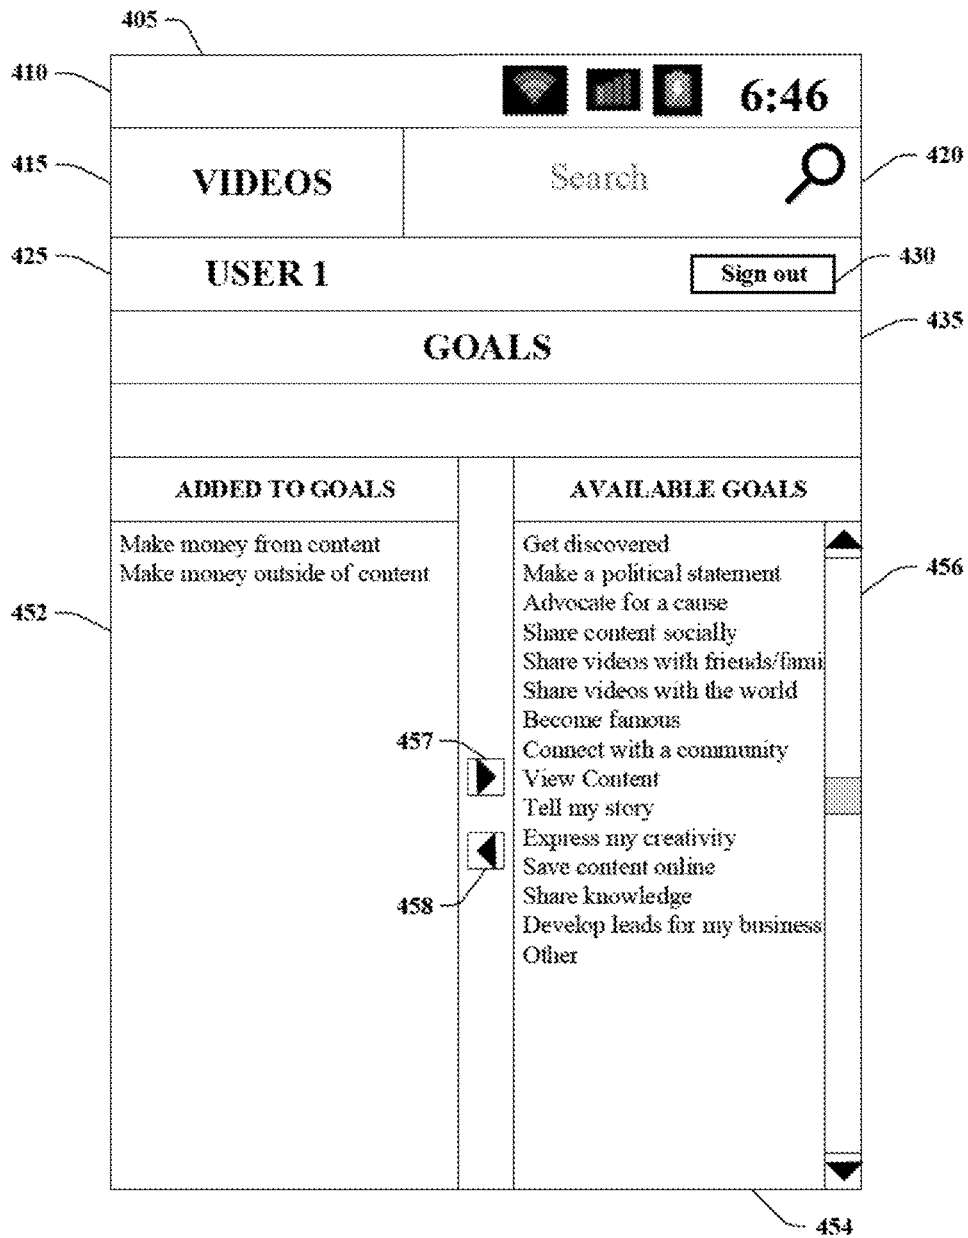 405
410
6:46
415
VIDEOS
Search
420
425
USER 1
Sign out
430
GOALS
435
ADDED TO GOALS
AVAILABLE GOALS
Make money from content
Make money outside of content
452
Get discovered
Make a political statement
Advocate for a cause
Share content socially
Share videos with friends/fami
Share videos with the world
Become famous
Connect with a community
View Content
Tell my story
Express my creativity
Save content online
Share knowledge
Develop leads for my business
Other
456
457
458
454